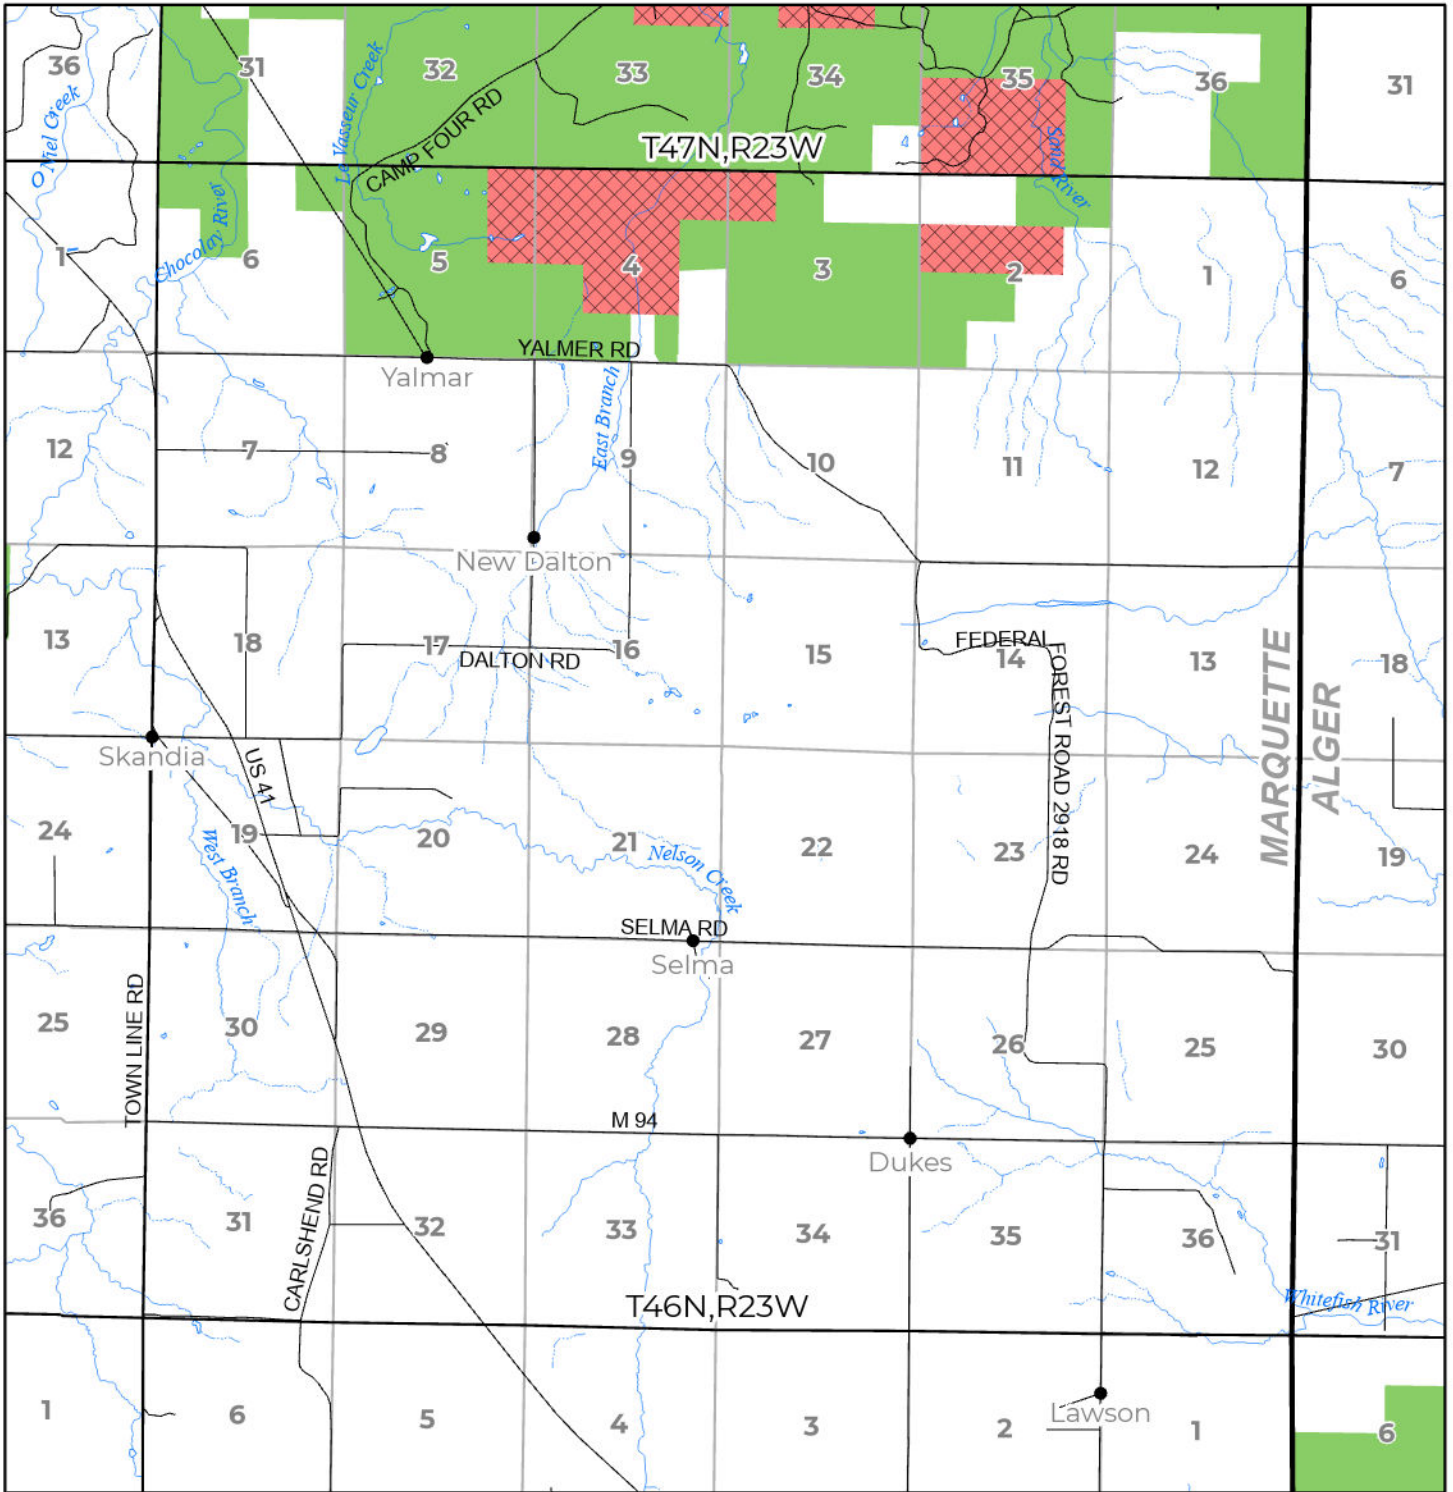 36
31
32
33
34
35
36
31
O Niel Creek
Le Vasseur Creek
CAMP FOUR RD
T47N,R23W
Sand River
Chocolay River
1
6
5
4
3
2
1
6
YALMER RD
Yalmar
East Branch
12
7
8
9
10
11
12
7
New Dalton
13
18
17
16
15
14
13
18
DALTON RD
FEDERAL FOREST ROAD 2918 RD
MARQUETTE
ALGER
Skandia
US 41
24
19
20
21
22
23
24
19
West Branch
Nelson Creek
SELMA RD
Selma
TOWN LINE RD
25
30
29
28
27
26
25
30
M 94
Dukes
CARLSHEND RD
36
31
32
33
34
35
36
31
T46N,R23W
Whitefish River
1
6
5
4
3
2
1
6
Lawson